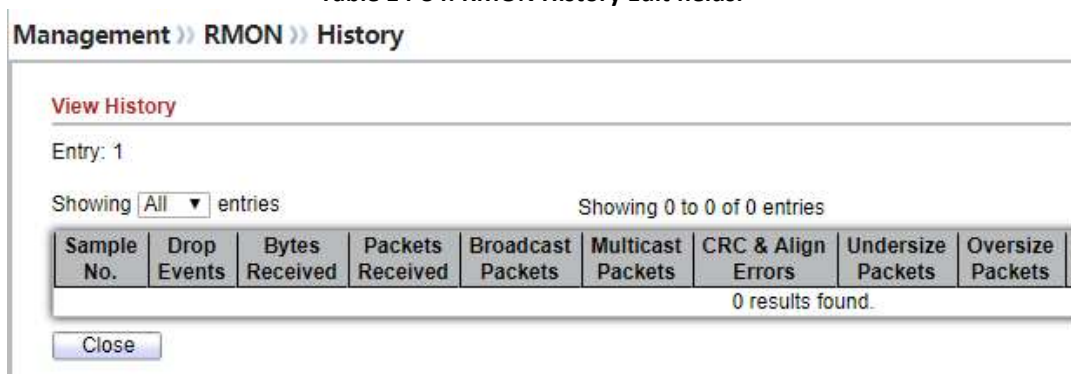 Management » RMON » History
View History
Entry: 1
Showing All ▼ entries
Showing 0 to 0 of 0 entries
Sample No. Drop Events Bytes Received Packets Received Broadcast Packets Multicast Packets CRC & Align Errors Undersize Packets Oversize Packets
0 results found.
Close